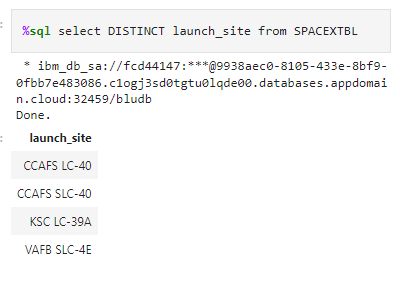 %sql select DISTINCT launch_site from SPACEXTBL
* ibm_db_sa://fcd44147:***@9938aec0-8105-433e-8bf9-
0fbb7e483086.c1ogj3sd0tgtu0lqde00.databases.appdomai
n.cloud:32459/bludb
Done.
launch_site
CCAFS LC-40
CCAFS SLC-40
KSC LC-39A
VAFB SLC-4E